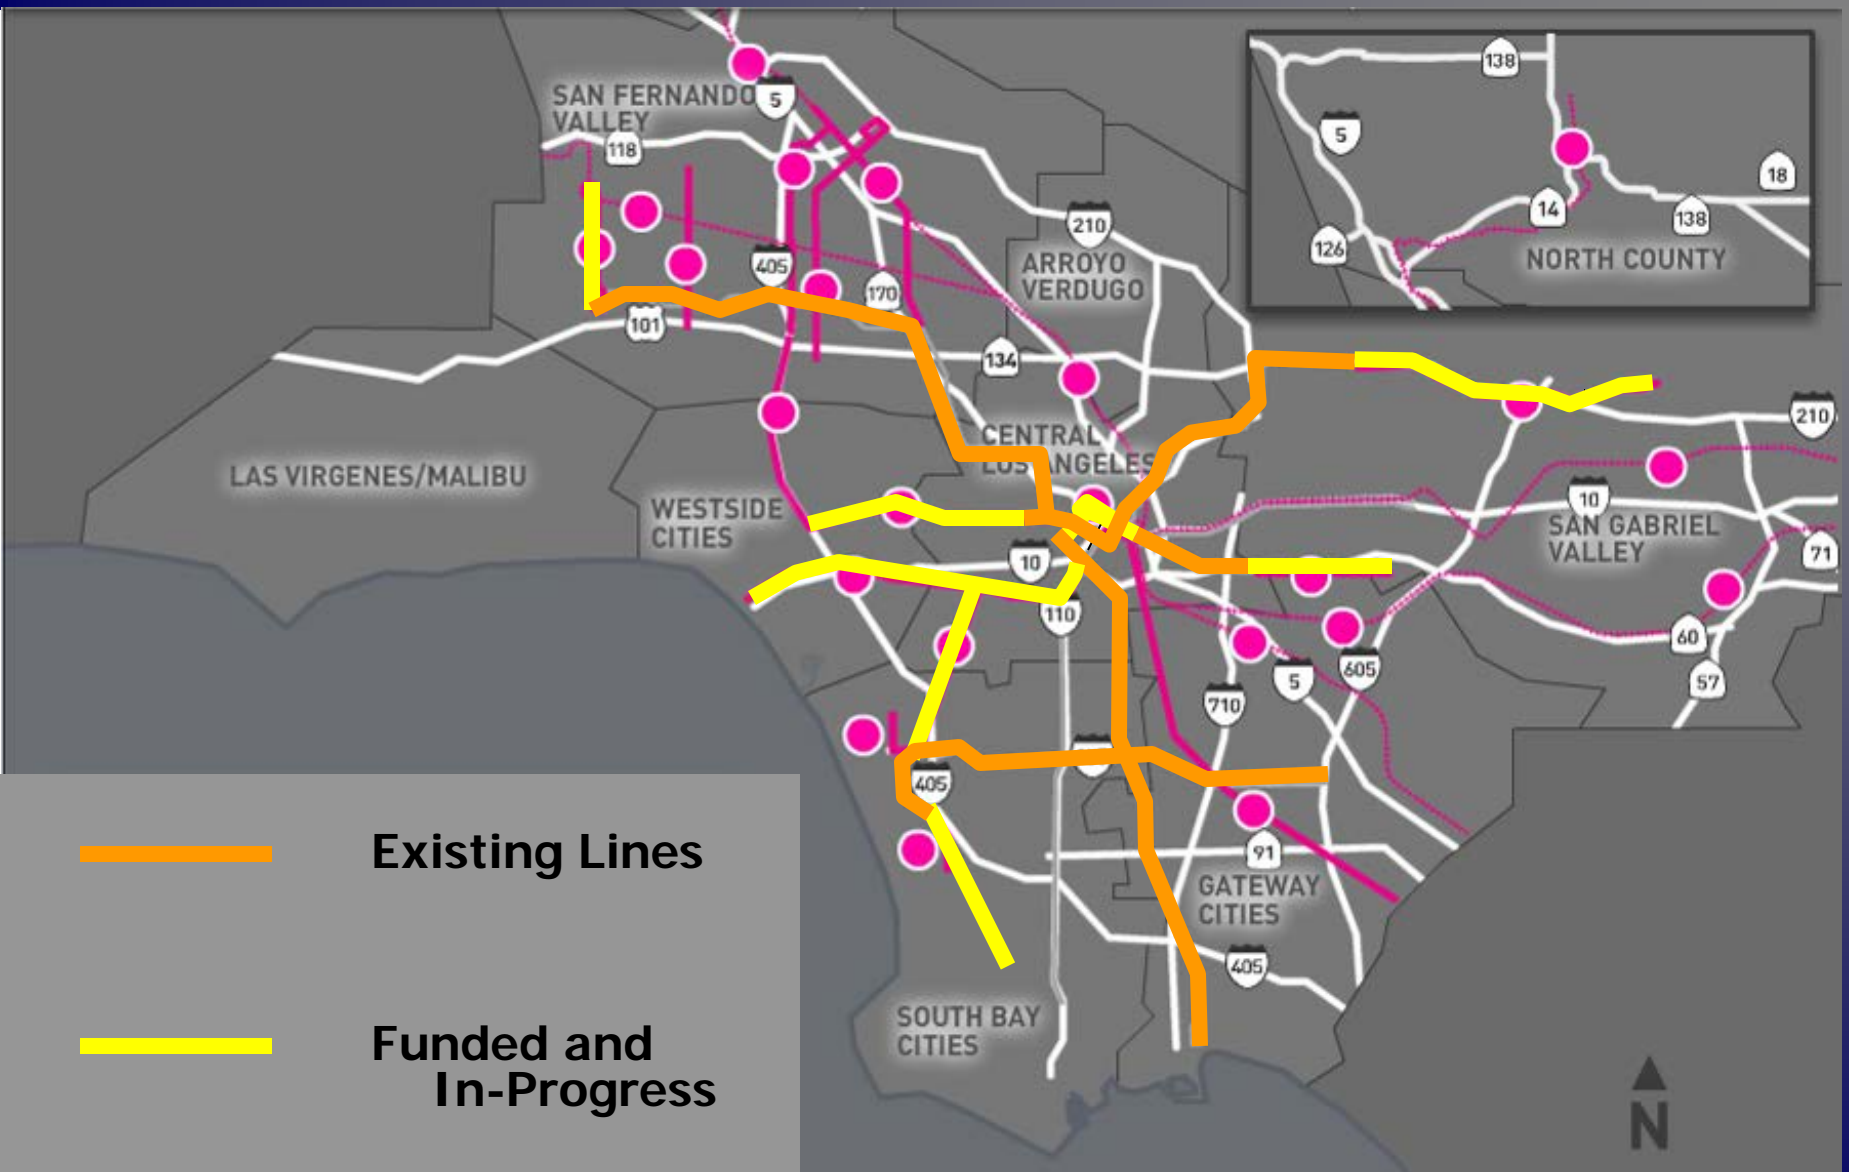 SAN FERNANDO
VALLEY
5
118
405
170
101
134
210
ARROYO
VERDUGO
138
5
18
14
138
126
NORTH COUNTY
LAS VIRGENES/MALIBU
WESTSIDE
CITIES
CENTRAL
LOS ANGELES
210
10
SAN GABRIEL
VALLEY
71
10
110
60
57
605
5
710
405
91
GATEWAY
CITIES
405
SOUTH BAY
CITIES
N
Existing Lines
Funded and
In-Progress